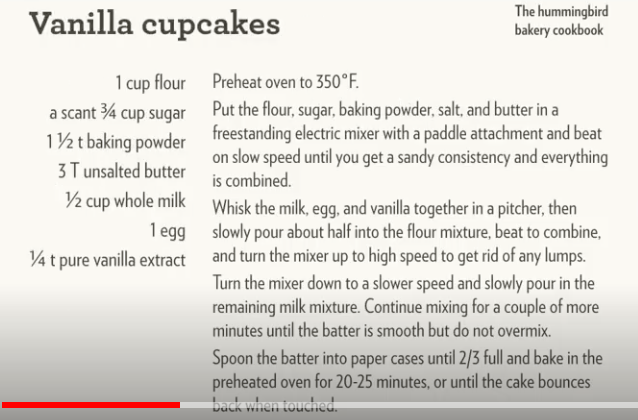 Vanilla cupcakes
The hummingbird
bakery cookbook
1 cup flour
a scant ¾ cup sugar
1 ½ t baking powder
3 T unsalted butter
½ cup whole milk
1 egg
¼ t pure vanilla extract
Preheat oven to 350°F.
Put the flour, sugar, baking powder, salt, and butter in a
freestanding electric mixer with a paddle attachment and beat
on slow speed until you get a sandy consistency and everything
is combined.
Whisk the milk, egg, and vanilla together in a pitcher, then
slowly pour about half into the flour mixture, beat to combine,
and turn the mixer up to high speed to get rid of any lumps.
Turn the mixer down to a slower speed and slowly pour in the
remaining milk mixture. Continue mixing for a couple of more
minutes until the batter is smooth but do not overmix.
Spoon the batter into paper cases until 2/3 full and bake in the
preheated oven for 20-25 minutes, or until the cake bounces
back when touched.